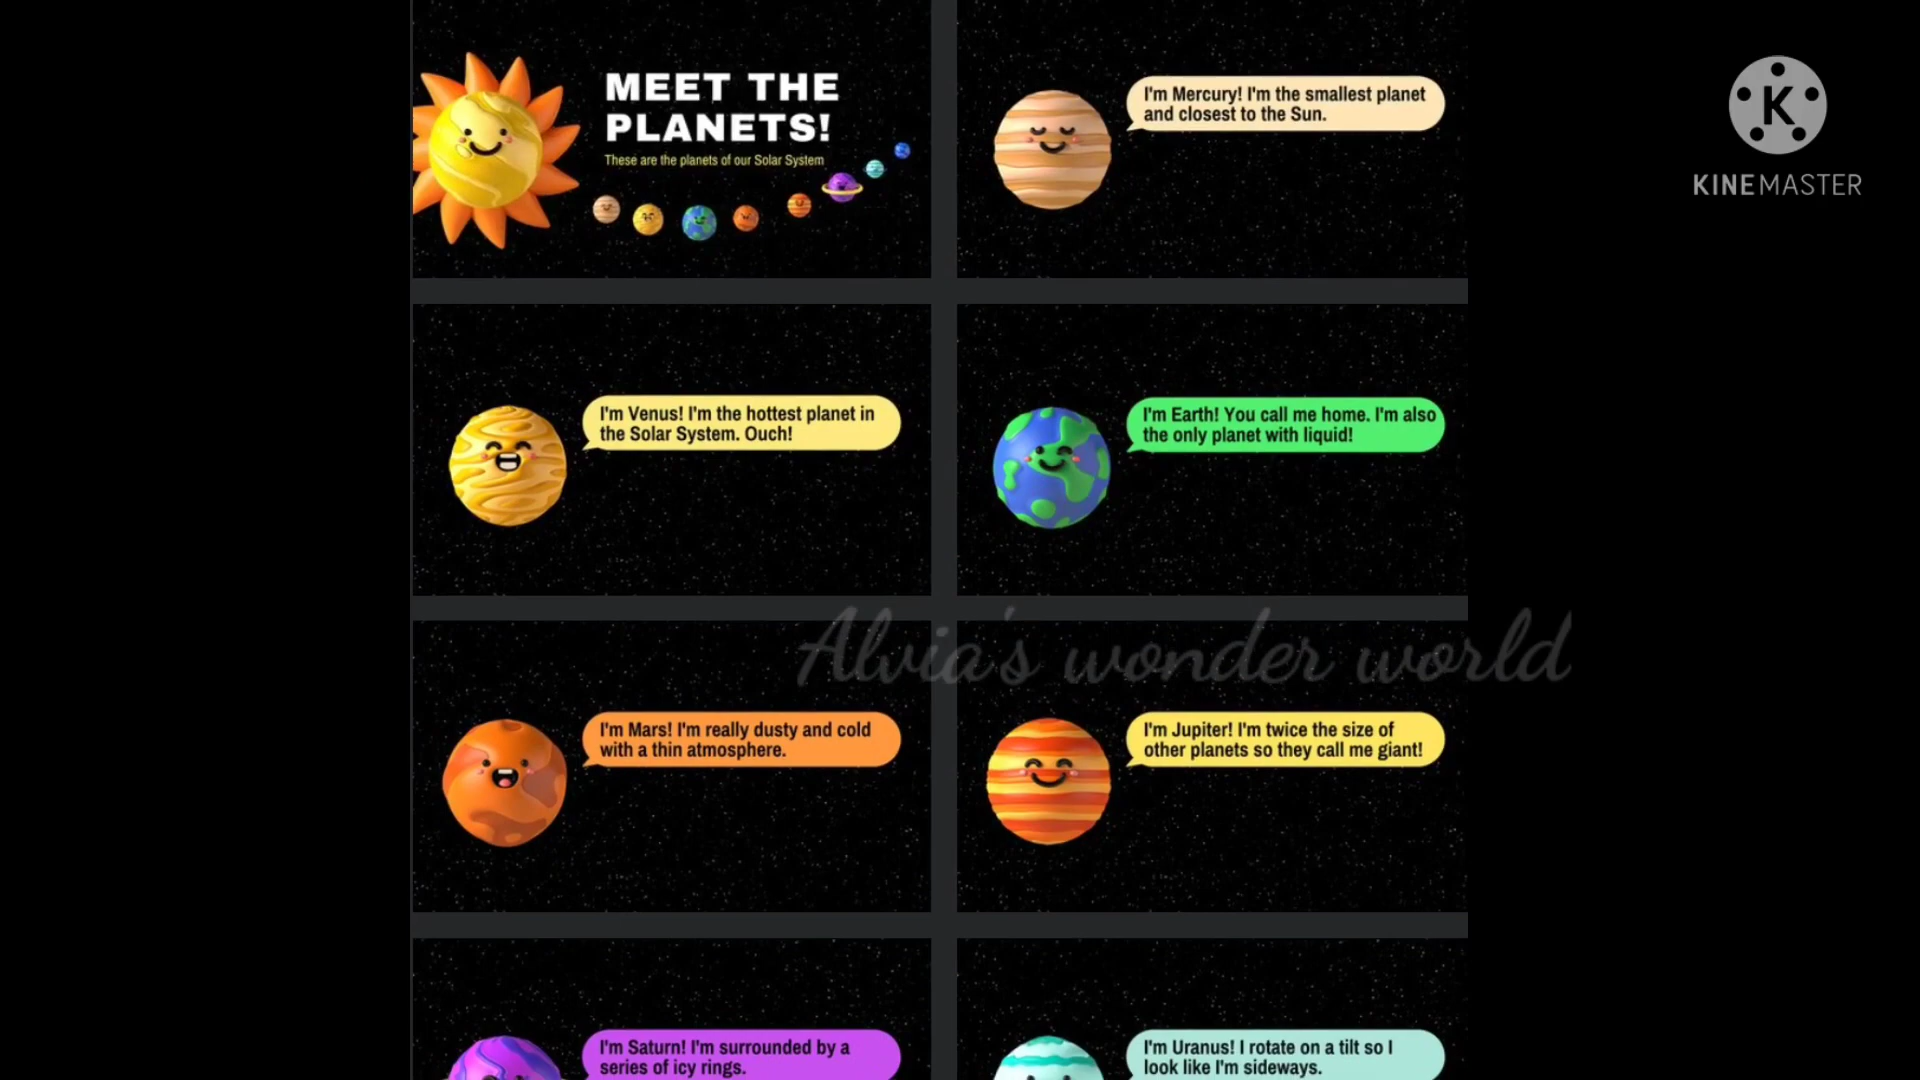 MEET THE
PLANETS!
These are the planets of our Solar System
I'm Mercury! I'm the smallest planet
and closest to the Sun.
K
KINEMASTER
I'm Venus! I'm the hottest planet in
the Solar System. Ouch!
I'm Earth! You call me home. I'm also
the only planet with liquid!
Alvia's wonder world
I'm Mars! I'm really dusty and cold
with a thin atmosphere.
I'm Jupiter! I'm twice the size of
other planets so they call me giant!
I'm Saturn! I'm surrounded by a
series of icy rings.
I'm Uranus! I rotate on a tilt so I
look like I'm sideways.